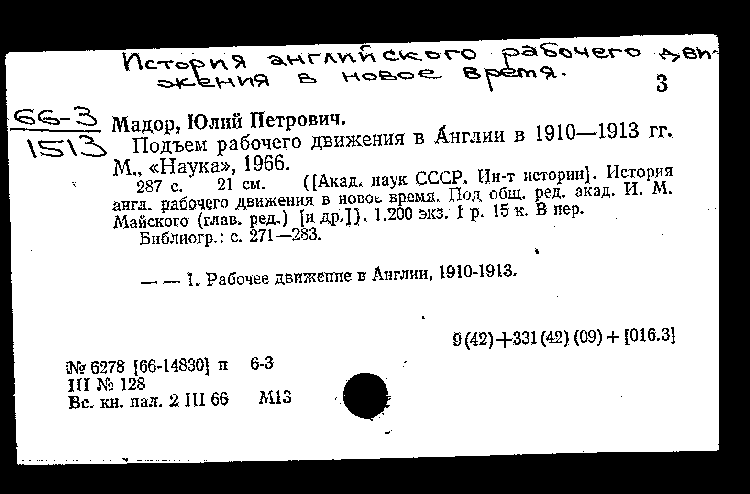 История английского рабочего дви-
жения в новое время.
3
66-3
1513
Мадор, Юлий Петрович.
Подъем рабочего движения в Англии в 1910—1913 гг.
М., «Наука», 1966.
287 с. 21 см. ([Акад. наук СССР. Ин-т истории]. История
англ. рабочего движения в новое время. Под общ. ред. акад. И. М.
Майского (глав. ред.) [и др.]). 1.200 экз. 1 р. 15 к. В пер.
Библиогр.: с. 271—283.
— — 1. Рабочее движение в Англии, 1910-1913.
9(42)+331(42)(09)+[016.3]
№ 6278 [66-14830] п 6-3
III № 128
Вс. кн. пал. 2 III 66 М13